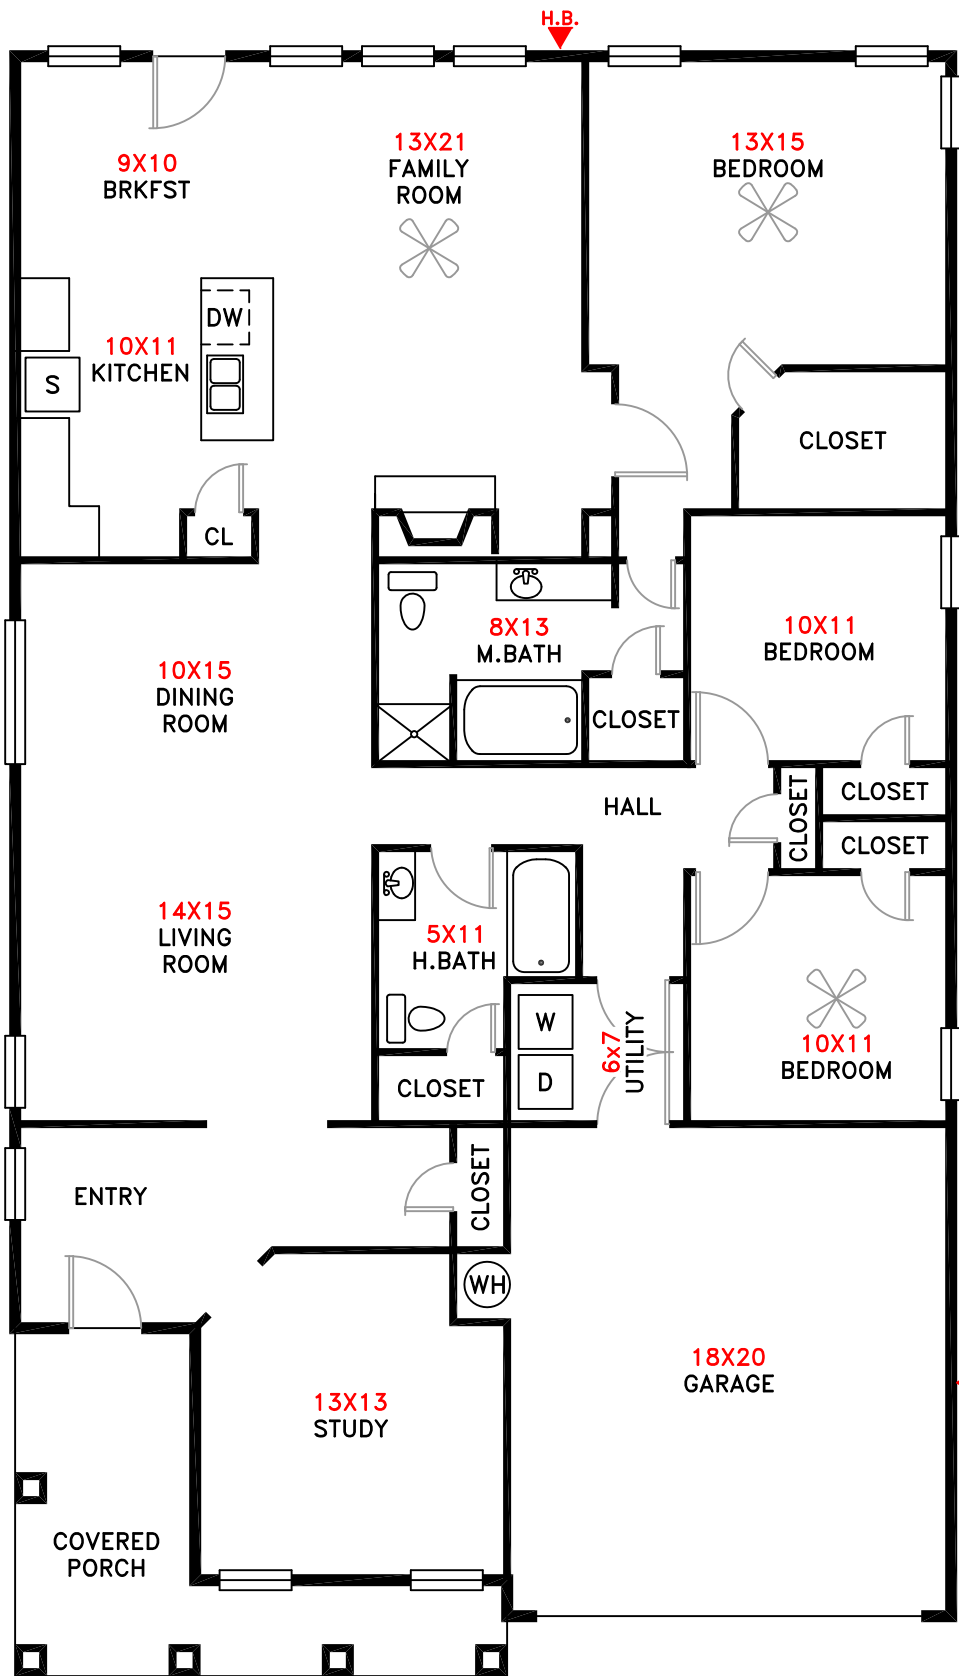 H.B.
9X10
BRKFST
13X21
FAMILY
ROOM
13X15
BEDROOM
DW
10X11
KITCHEN
S
CLOSET
CL
8X13
M.BATH
10X11
BEDROOM
10X15
DINING
ROOM
CLOSET
HALL
CLOSET
CLOSET
CLOSET
14X15
LIVING
ROOM
5X11
H.BATH
W
6x7
UTILITY
10X11
BEDROOM
D
CLOSET
ENTRY
CLOSET
WH
18X20
GARAGE
13X13
STUDY
COVERED
PORCH